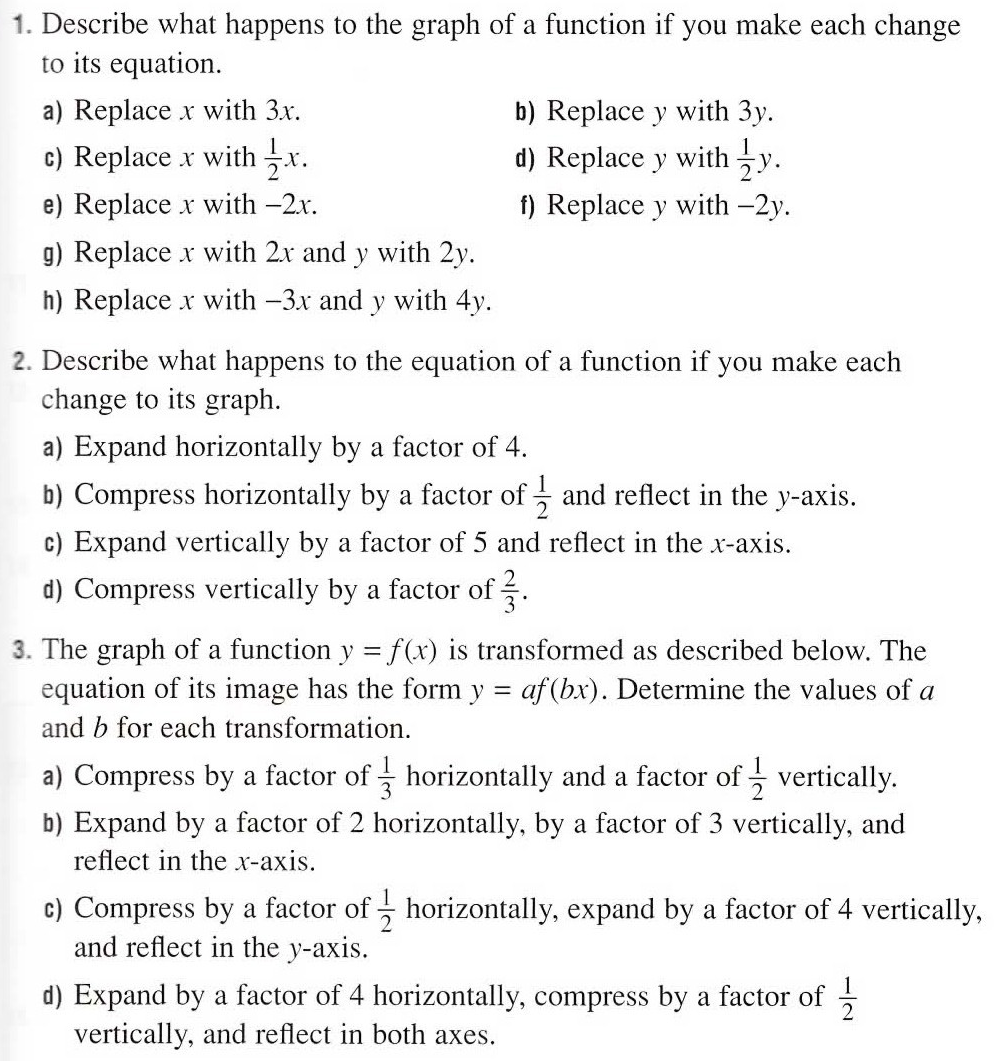 1. Describe what happens to the graph of a function if you make each change
to its equation.
a) Replace x with 3x. b) Replace y with 3y.
c) Replace x with 1/2 x. d) Replace y with 1/2 y.
e) Replace x with –2x. f) Replace y with –2y.
g) Replace x with 2x and y with 2y.
h) Replace x with –3x and y with 4y.
2. Describe what happens to the equation of a function if you make each
change to its graph.
a) Expand horizontally by a factor of 4.
b) Compress horizontally by a factor of 1/2 and reflect in the y-axis.
c) Expand vertically by a factor of 5 and reflect in the x-axis.
d) Compress vertically by a factor of 2/3.
3. The graph of a function y = f(x) is transformed as described below. The
equation of its image has the form y = af(bx). Determine the values of a
and b for each transformation.
a) Compress by a factor of 1/3 horizontally and a factor of 1/2 vertically.
b) Expand by a factor of 2 horizontally, by a factor of 3 vertically, and
reflect in the x-axis.
c) Compress by a factor of 1/2 horizontally, expand by a factor of 4 vertically,
and reflect in the y-axis.
d) Expand by a factor of 4 horizontally, compress by a factor of 1/2
vertically, and reflect in both axes.